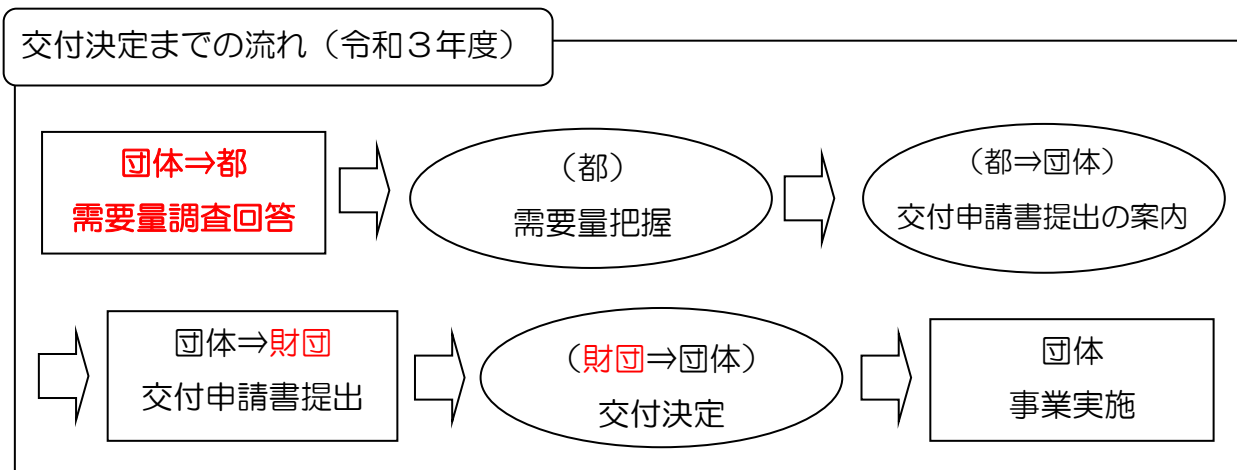 交付決定までの流れ（令和３年度）
団体⇒都
需要量調査回答
（都）
需要量把握
（都⇒団体）
交付申請書提出の案内
団体⇒財団
交付申請書提出
（財団⇒団体）
交付決定
団体
事業実施